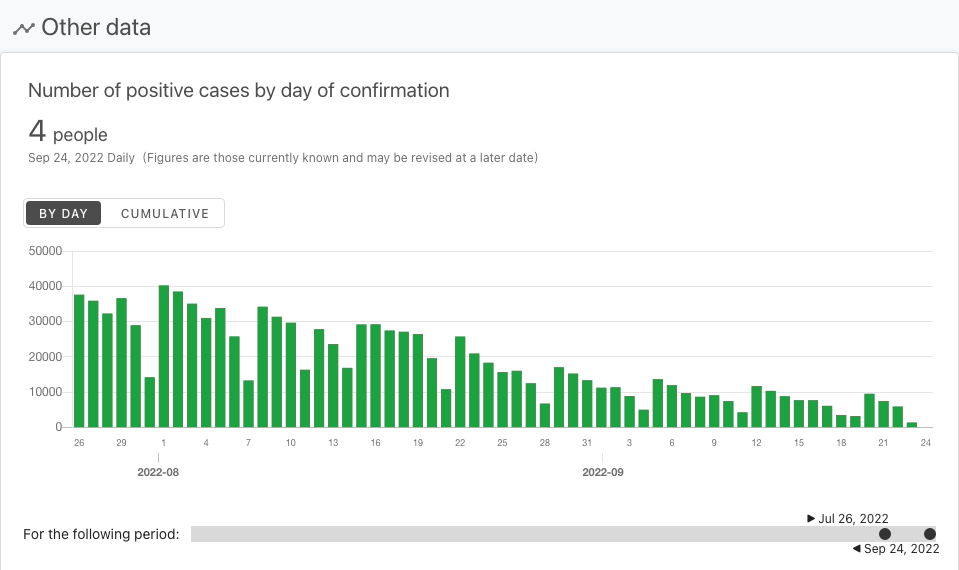 Other data
Number of positive cases by day of confirmation
4 people
Sep 24, 2022 Daily (Figures are those currently known and may be revised at a later date)
BY DAY CUMULATIVE
50000
40000
30000
20000
10000
0
26 29 1 4 7 10 13 16 19 22 25 28 31 3 6 9 12 15 18 21 24
2022-08 2022-09
▶ Jul 26, 2022
For the following period:
◀ Sep 24, 2022